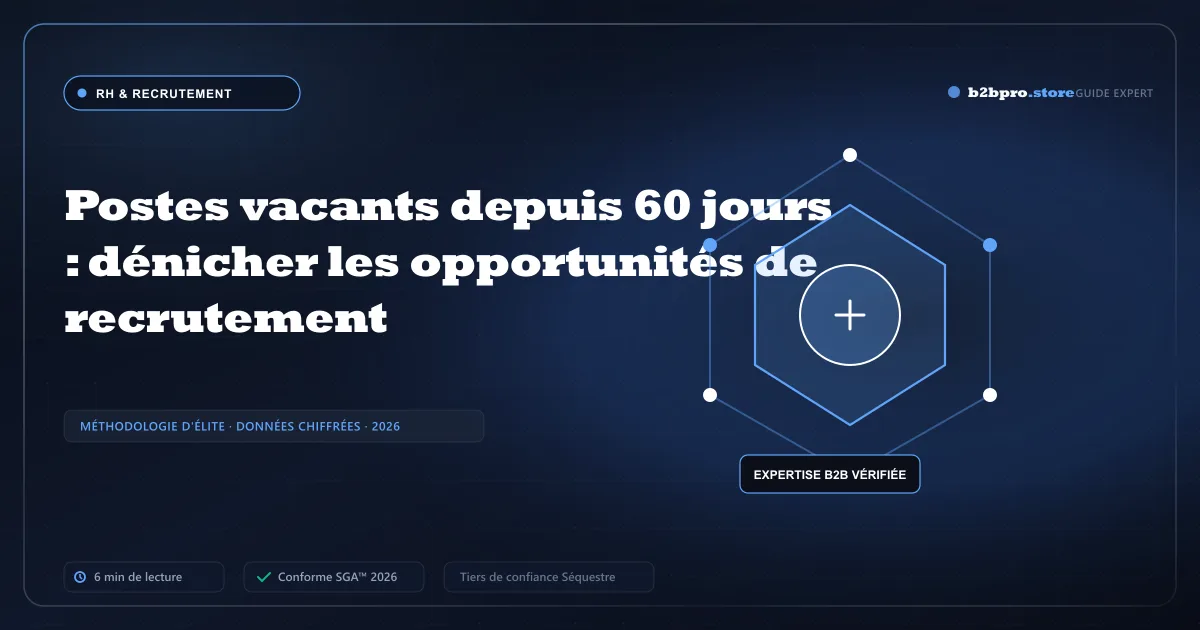 RH & RECRUTEMENT
b2bpro.store GUIDE EXPERT
Postes vacants depuis 60 jours
: dénicher les opportunités de
recrutement
MÉTHODOLOGIE D'ÉLITE · DONNÉES CHIFFRÉES · 2026
EXPERTISE B2B VÉRIFIÉE
6 min de lecture
Conforme SGA™ 2026
Tiers de confiance Séquestre